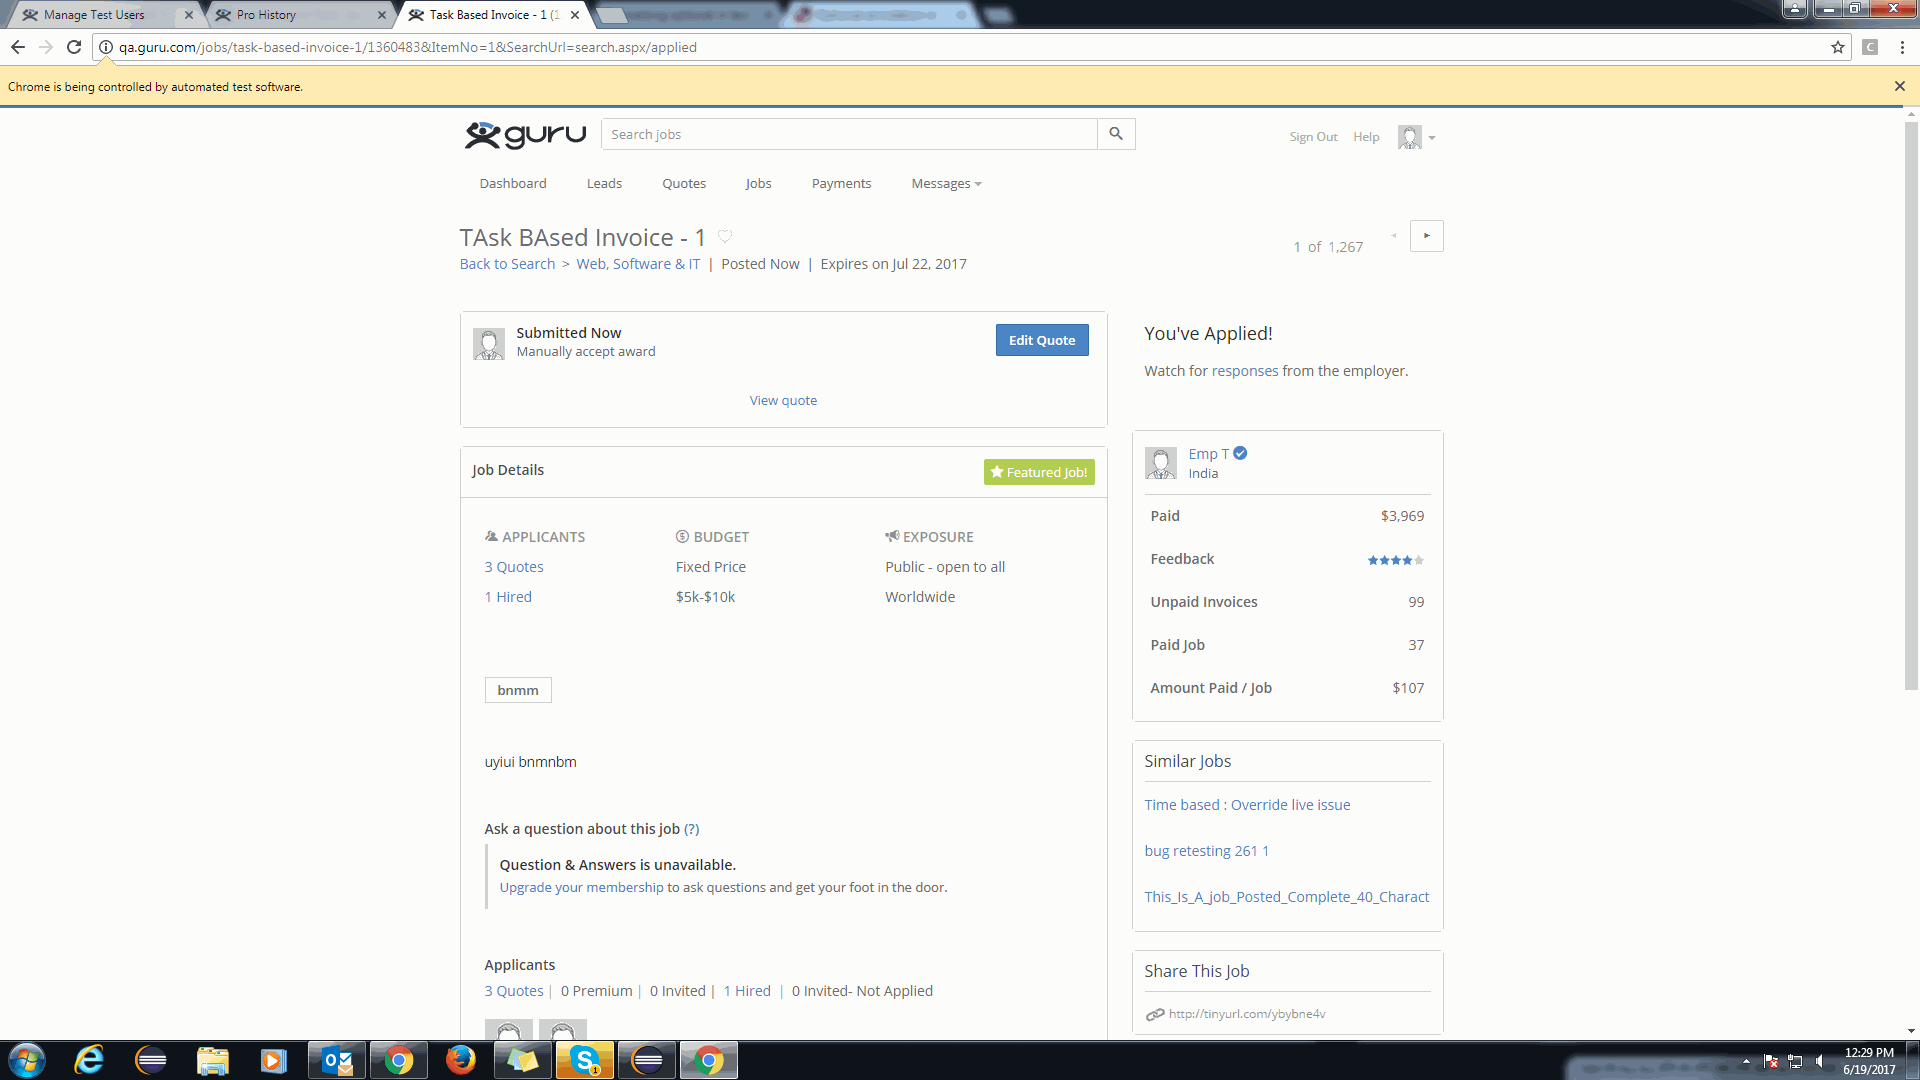 Manage Test Users
Pro History
Task Based Invoice - 1 (1
qa.guru.com/jobs/task-based-invoice-1/1360483&ItemNo=1&SearchUrl=search.aspx/applied
C
Chrome is being controlled by automated test software.
guru
Search jobs
Sign Out Help
Dashboard Leads Quotes Jobs Payments Messages
TAsk BAsed Invoice - 1
1 of 1,267
Back to Search > Web, Software & IT | Posted Now | Expires on Jul 22, 2017
Submitted Now
Manually accept award
Edit Quote
View quote
You've Applied!
Watch for responses from the employer.
Job Details
Featured Job!
APPLICANTS BUDGET EXPOSURE
3 Quotes Fixed Price Public - open to all
1 Hired $5k-$10k Worldwide
bnmm
uyiui bnmnbm
Ask a question about this job (?)
Question & Answers is unavailable.
Upgrade your membership to ask questions and get your foot in the door.
Applicants
3 Quotes | 0 Premium | 0 Invited | 1 Hired | 0 Invited- Not Applied
Emp T
India
Paid $3,969
Feedback
Unpaid Invoices 99
Paid Job 37
Amount Paid / Job $107
Similar Jobs
Time based : Override live issue
bug retesting 261 1
This_Is_A_job_Posted_Complete_40_Charact
Share This Job
http://tinyurl.com/ybybne4v
1
12:29 PM
6/19/2017